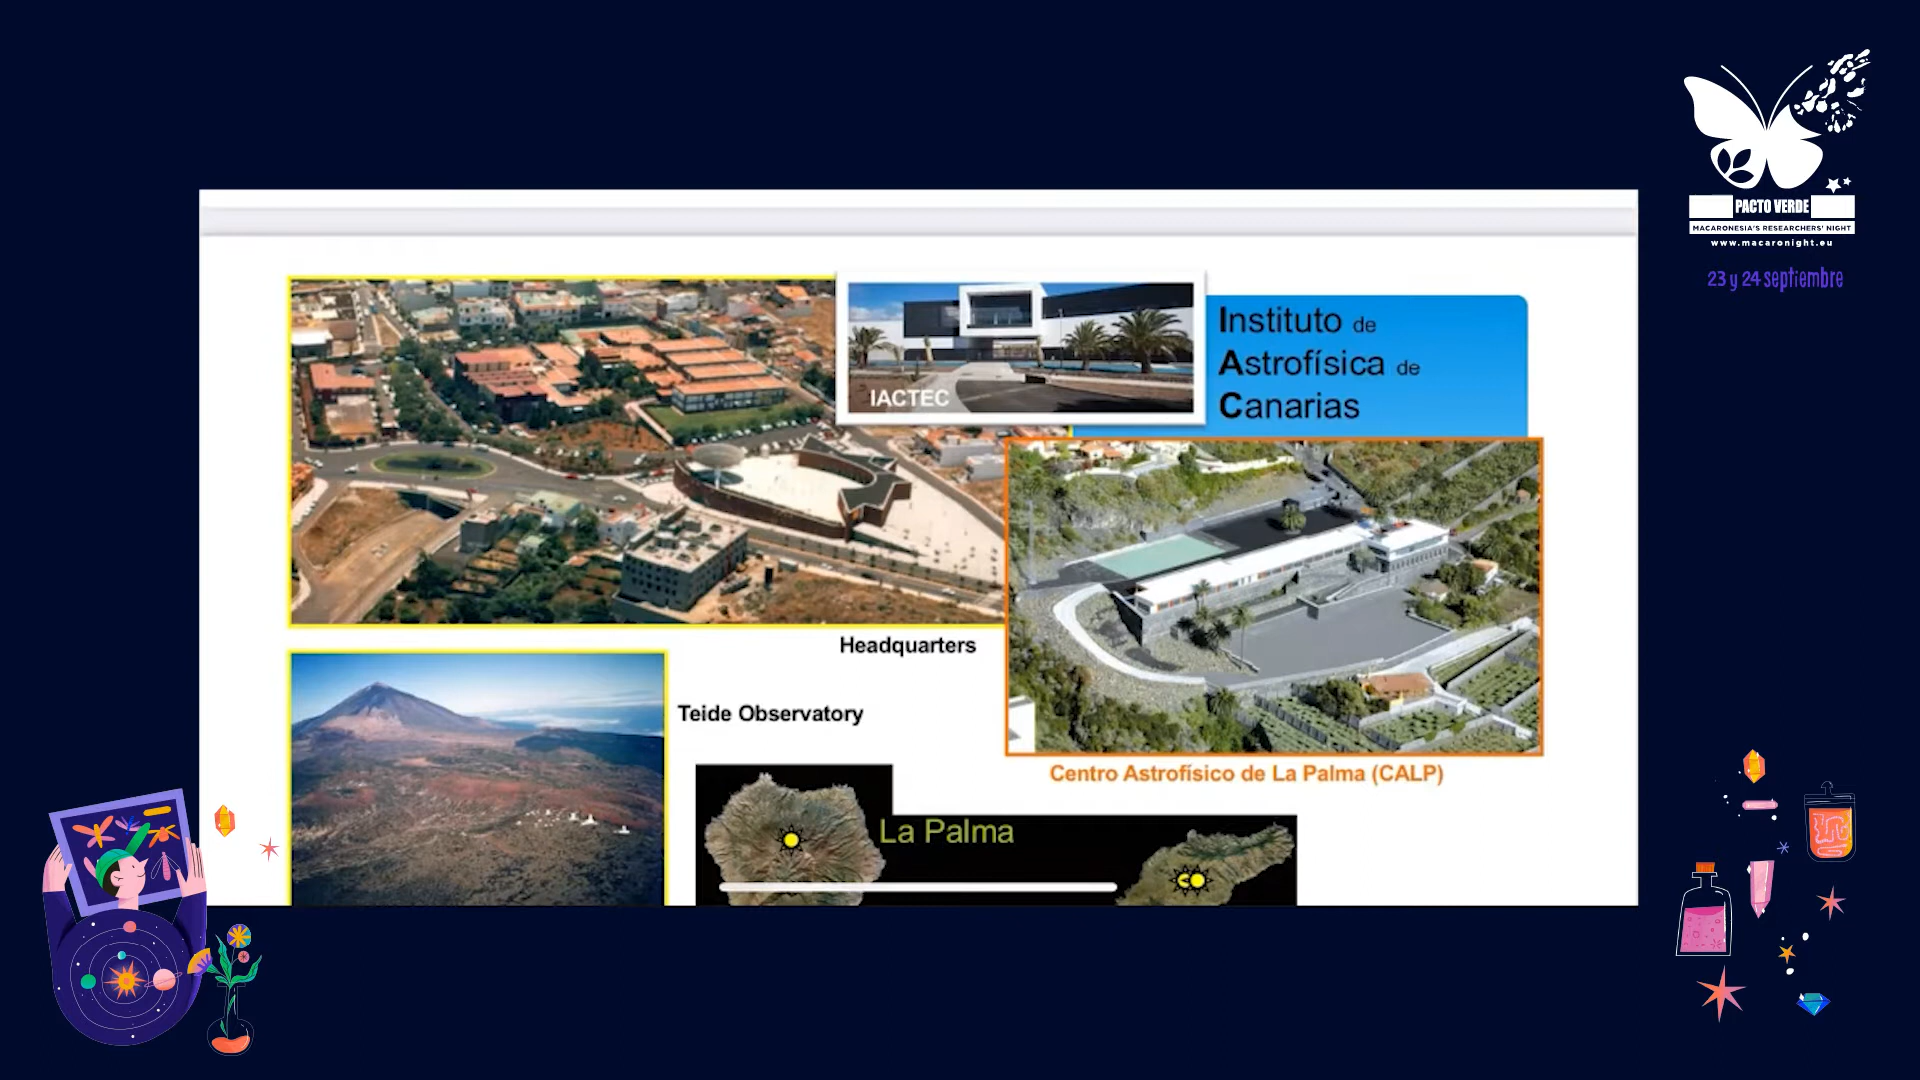 PACTO VERDE
MACARONESIA'S RESEARCHERS' NIGHT
www.macaronight.eu
23 y 24 septiembre
IACTEC
Instituto de
Astrofísica de
Canarias
Headquarters
Teide Observatory
Centro Astrofísico de La Palma (CALP)
La Palma